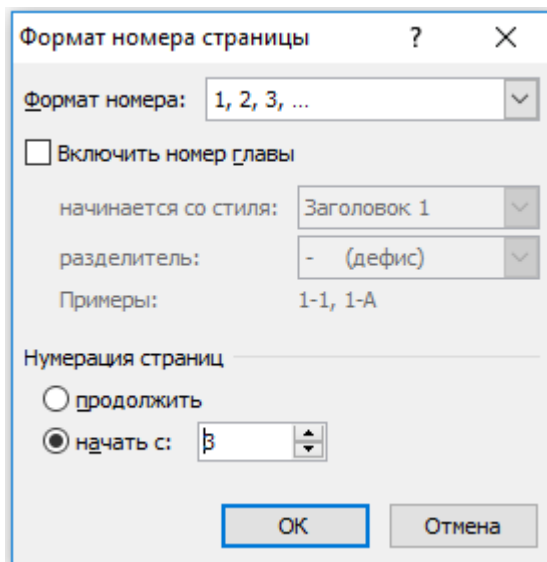 Формат номера страницы ? ×
Формат номера: 1, 2, 3, ...
Включить номер главы
начинается со стиля: Заголовок 1
разделитель: - (дефис)
Примеры: 1-1, 1-А
Нумерация страниц
продолжить
начать с: 3
ОК Отмена